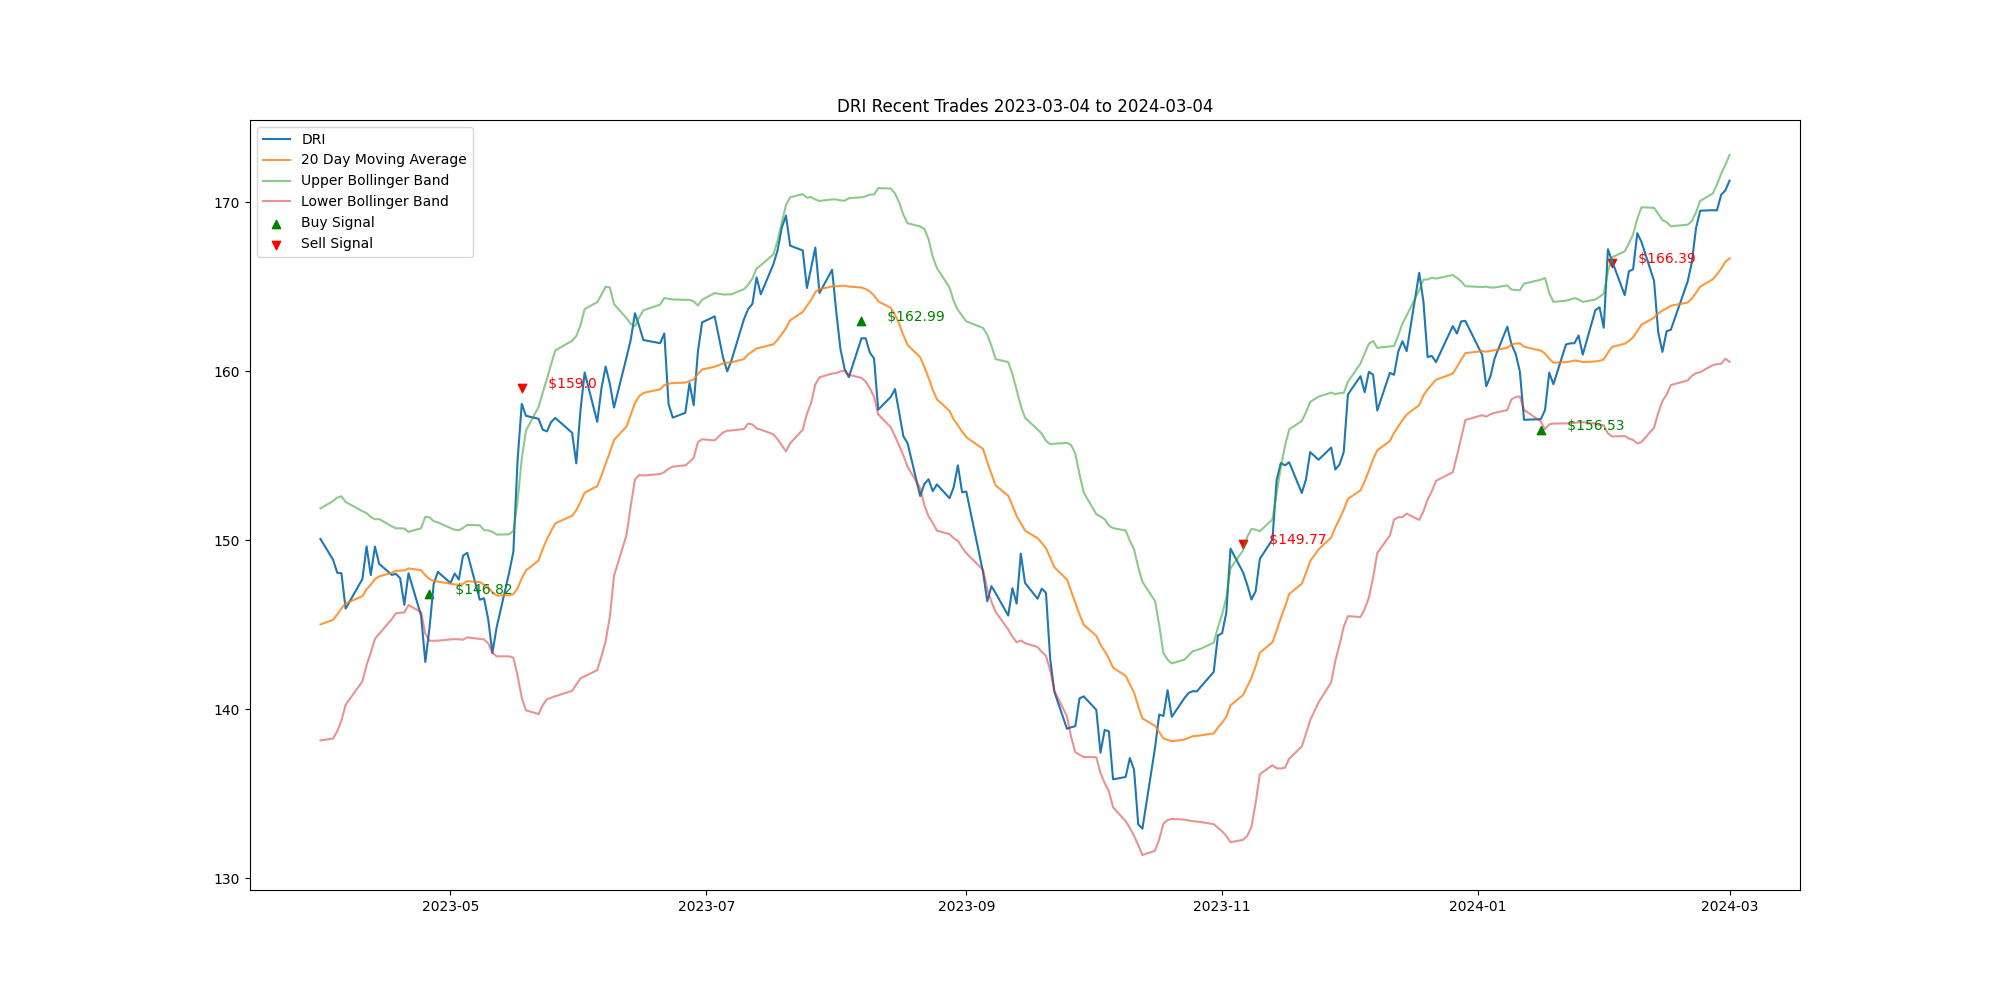 DRI Recent Trades 2023-03-04 to 2024-03-04
DRI
20 Day Moving Average
Upper Bollinger Band
Lower Bollinger Band
Buy Signal
Sell Signal
170
160
150
140
130
$146.82
$159.0
$162.99
$149.77
$156.53
$166.39
2023-05
2023-07
2023-09
2023-11
2024-01
2024-03